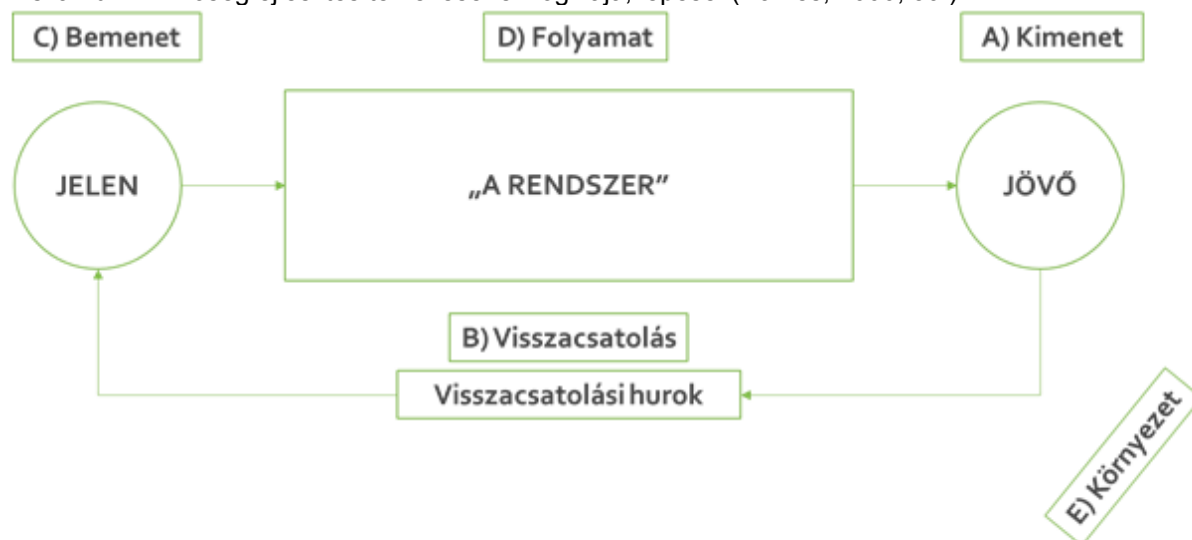 C) Bemenet
D) Folyamat
A) Kimenet
JELEN
„A RENDSZER”
JÖVŐ
B) Visszacsatolás
Visszacsatolási hurok
E) Környezet